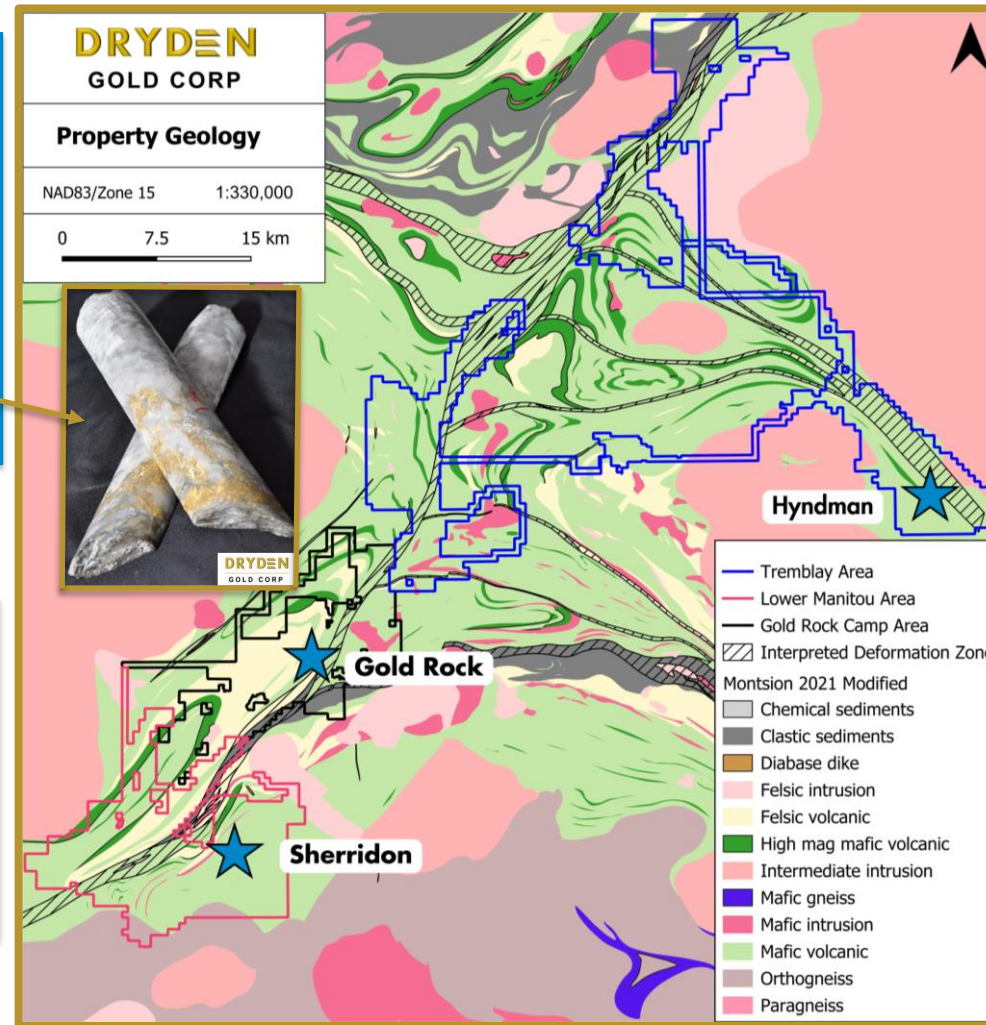 DRYDEN
GOLD CORP
Property Geology
NAD83/Zone 15 1:330,000
0 7.5 15 km
DRYDEN
GOLD CORP
Hyndman
Gold Rock
Sherridon
Tremblay Area
Lower Manitou Area
Gold Rock Camp Area
Interpreted Deformation Zone
Montsion 2021 Modified
Chemical sediments
Clastic sediments
Diabase dike
Felsic intrusion
Felsic volcanic
High mag mafic volcanic
Intermediate intrusion
Mafic gneiss
Mafic intrusion
Mafic volcanic
Orthogneiss
Paragneiss